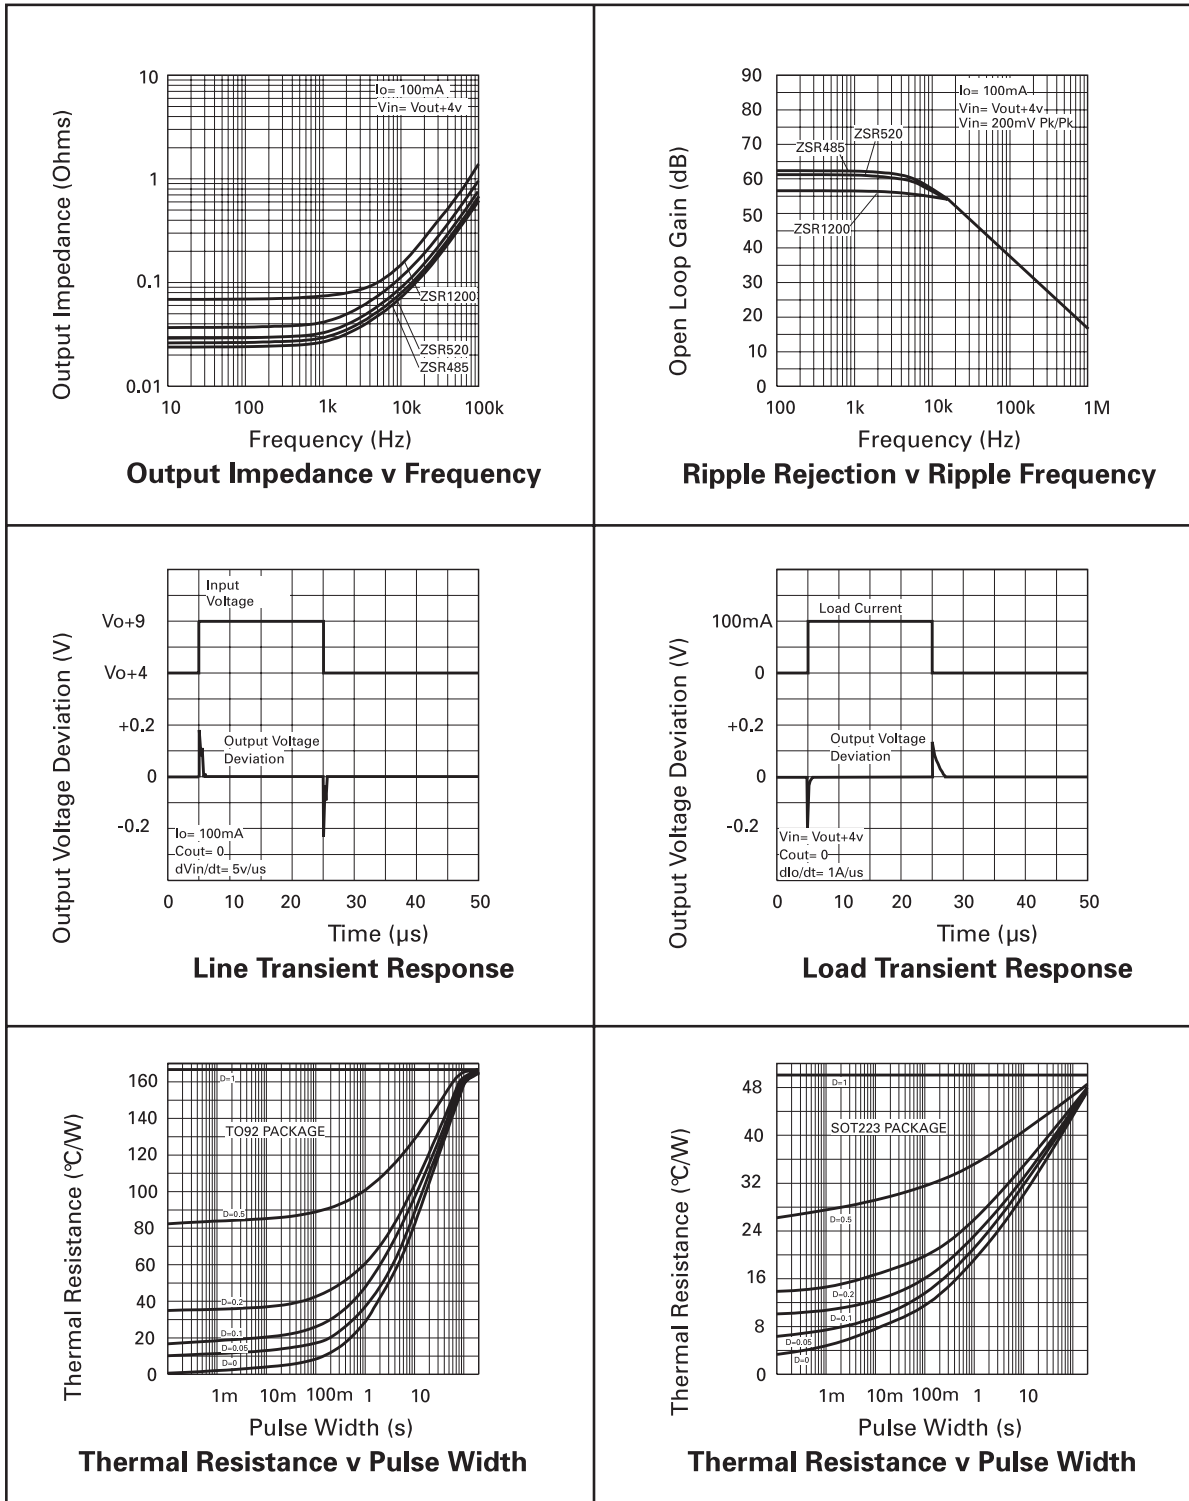 Output Impedance (Ohms)
10
1
0.1
0.01
Io= 100mA
Vin= Vout+4v
ZSR1200
ZSR520
ZSR485
10 100 1k 10k 100k
Frequency (Hz)
Output Impedance v Frequency
Open Loop Gain (dB)
90
80
70
60
50
40
30
20
10
0
Io= 100mA
Vin= Vout+4v
Vin= 200mV Pk/Pk
ZSR520
ZSR485
ZSR1200
100 1k 10k 100k 1M
Frequency (Hz)
Ripple Rejection v Ripple Frequency
Output Voltage Deviation (V)
Input
Voltage
Vo+9
Vo+4
+0.2
0
-0.2
Output Voltage
Deviation
Io= 100mA
Cout= 0
dVin/dt= 5v/us
0 10 20 30 40 50
Time (µs)
Line Transient Response
Output Voltage Deviation (V)
Load Current
100mA
0
+0.2
0
-0.2
Output Voltage
Deviation
Vin= Vout+4v
Cout= 0
dIo/dt= 1A/us
0 10 20 30 40 50
Time (µs)
Load Transient Response
Thermal Resistance (°C/W)
160
140
120
100
80
60
40
20
0
D=1
TO92 PACKAGE
D=0.5
D=0.2
D=0.1
D=0.05
D=0
1m 10m 100m 1 10
Pulse Width (s)
Thermal Resistance v Pulse Width
Thermal Resistance (°C/W)
48
40
32
24
16
8
0
D=1
SOT223 PACKAGE
D=0.5
D=0.2
D=0.1
D=0.05
D=0
1m 10m 100m 1 10
Pulse Width (s)
Thermal Resistance v Pulse Width